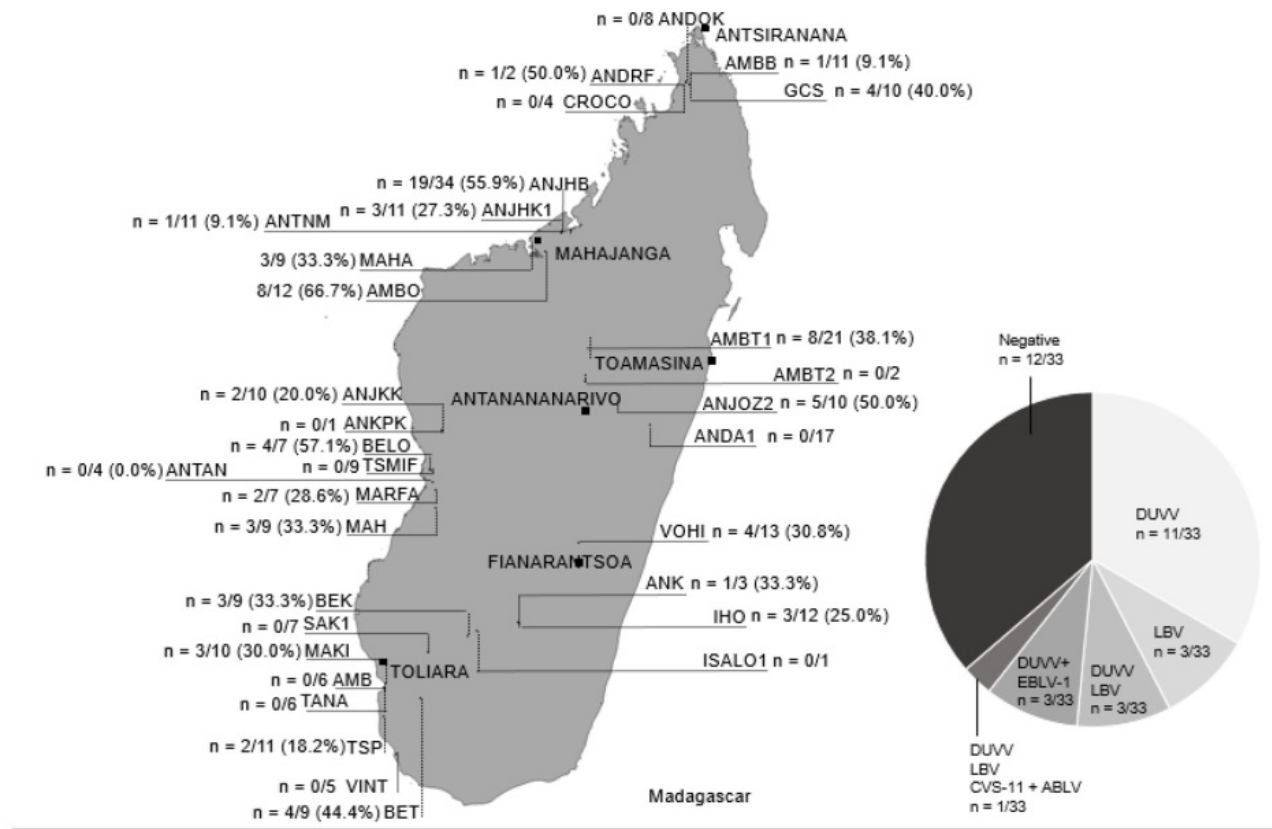 n = 0/8 ANDOK
ANTSIRANANA
AMBB n = 1/11 (9.1%)
n = 1/2 (50.0%) ANDRF
GCS n = 4/10 (40.0%)
n = 0/4 CROCO
n = 19/34 (55.9%) ANJHB
n = 3/11 (27.3%) ANJHK1
n = 1/11 (9.1%) ANTNM
MAHAJANGA
3/9 (33.3%) MAHA
8/12 (66.7%) AMBO
AMBT1 n = 8/21 (38.1%)
TOAMASINA
AMBT2 n = 0/2
n = 2/10 (20.0%) ANJKK
ANTANANANARIVO
ANJOZ2 n = 5/10 (50.0%)
n = 0/1 ANKPK
ANDA1 n = 0/17
n = 4/7 (57.1%) BELO
n = 0/9 TSMIF
n = 0/4 (0.0%) ANTAN
n = 2/7 (28.6%) MARFA
n = 3/9 (33.3%) MAH
VOHI n = 4/13 (30.8%)
FIANARANTSOA
ANK n = 1/3 (33.3%)
n = 3/9 (33.3%) BEK
IHO n = 3/12 (25.0%)
n = 0/7 SAK1
n = 3/10 (30.0%) MAKI
ISALO1 n = 0/1
TOLIARA
n = 0/6 AMB
n = 0/6 TANA
n = 2/11 (18.2%) TSP
n = 0/5 VINT
n = 4/9 (44.4%) BET
Madagascar
Negative
n = 12/33
DUVV
n = 11/33
LBV
n = 3/33
DUVV
LBV
n = 3/33
DUVV+
EBLV-1
n = 3/33
DUVV
LBV
CVS-11 + ABLV
n = 1/33